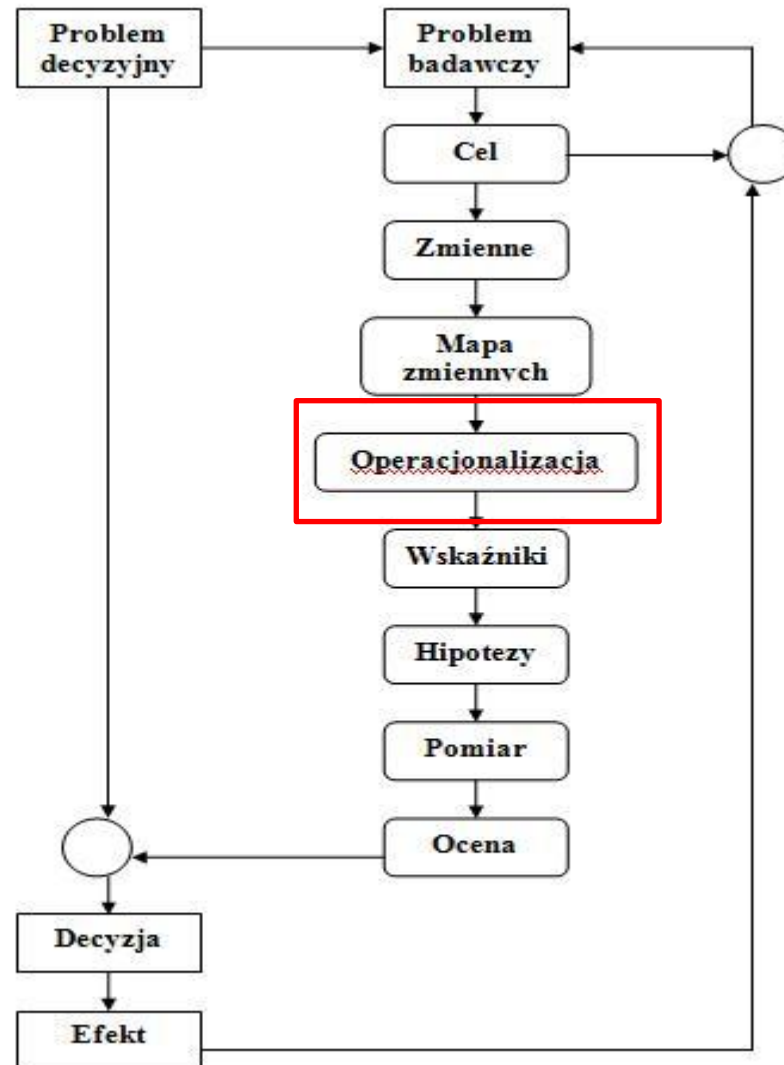 Problem
decyzyjny
Problem
badawczy
Cel
Zmienne
Mapa
zmiennych
Operacjonalizacja
Wskaźniki
Hipotezy
Pomiar
Ocena
Decyzja
Efekt